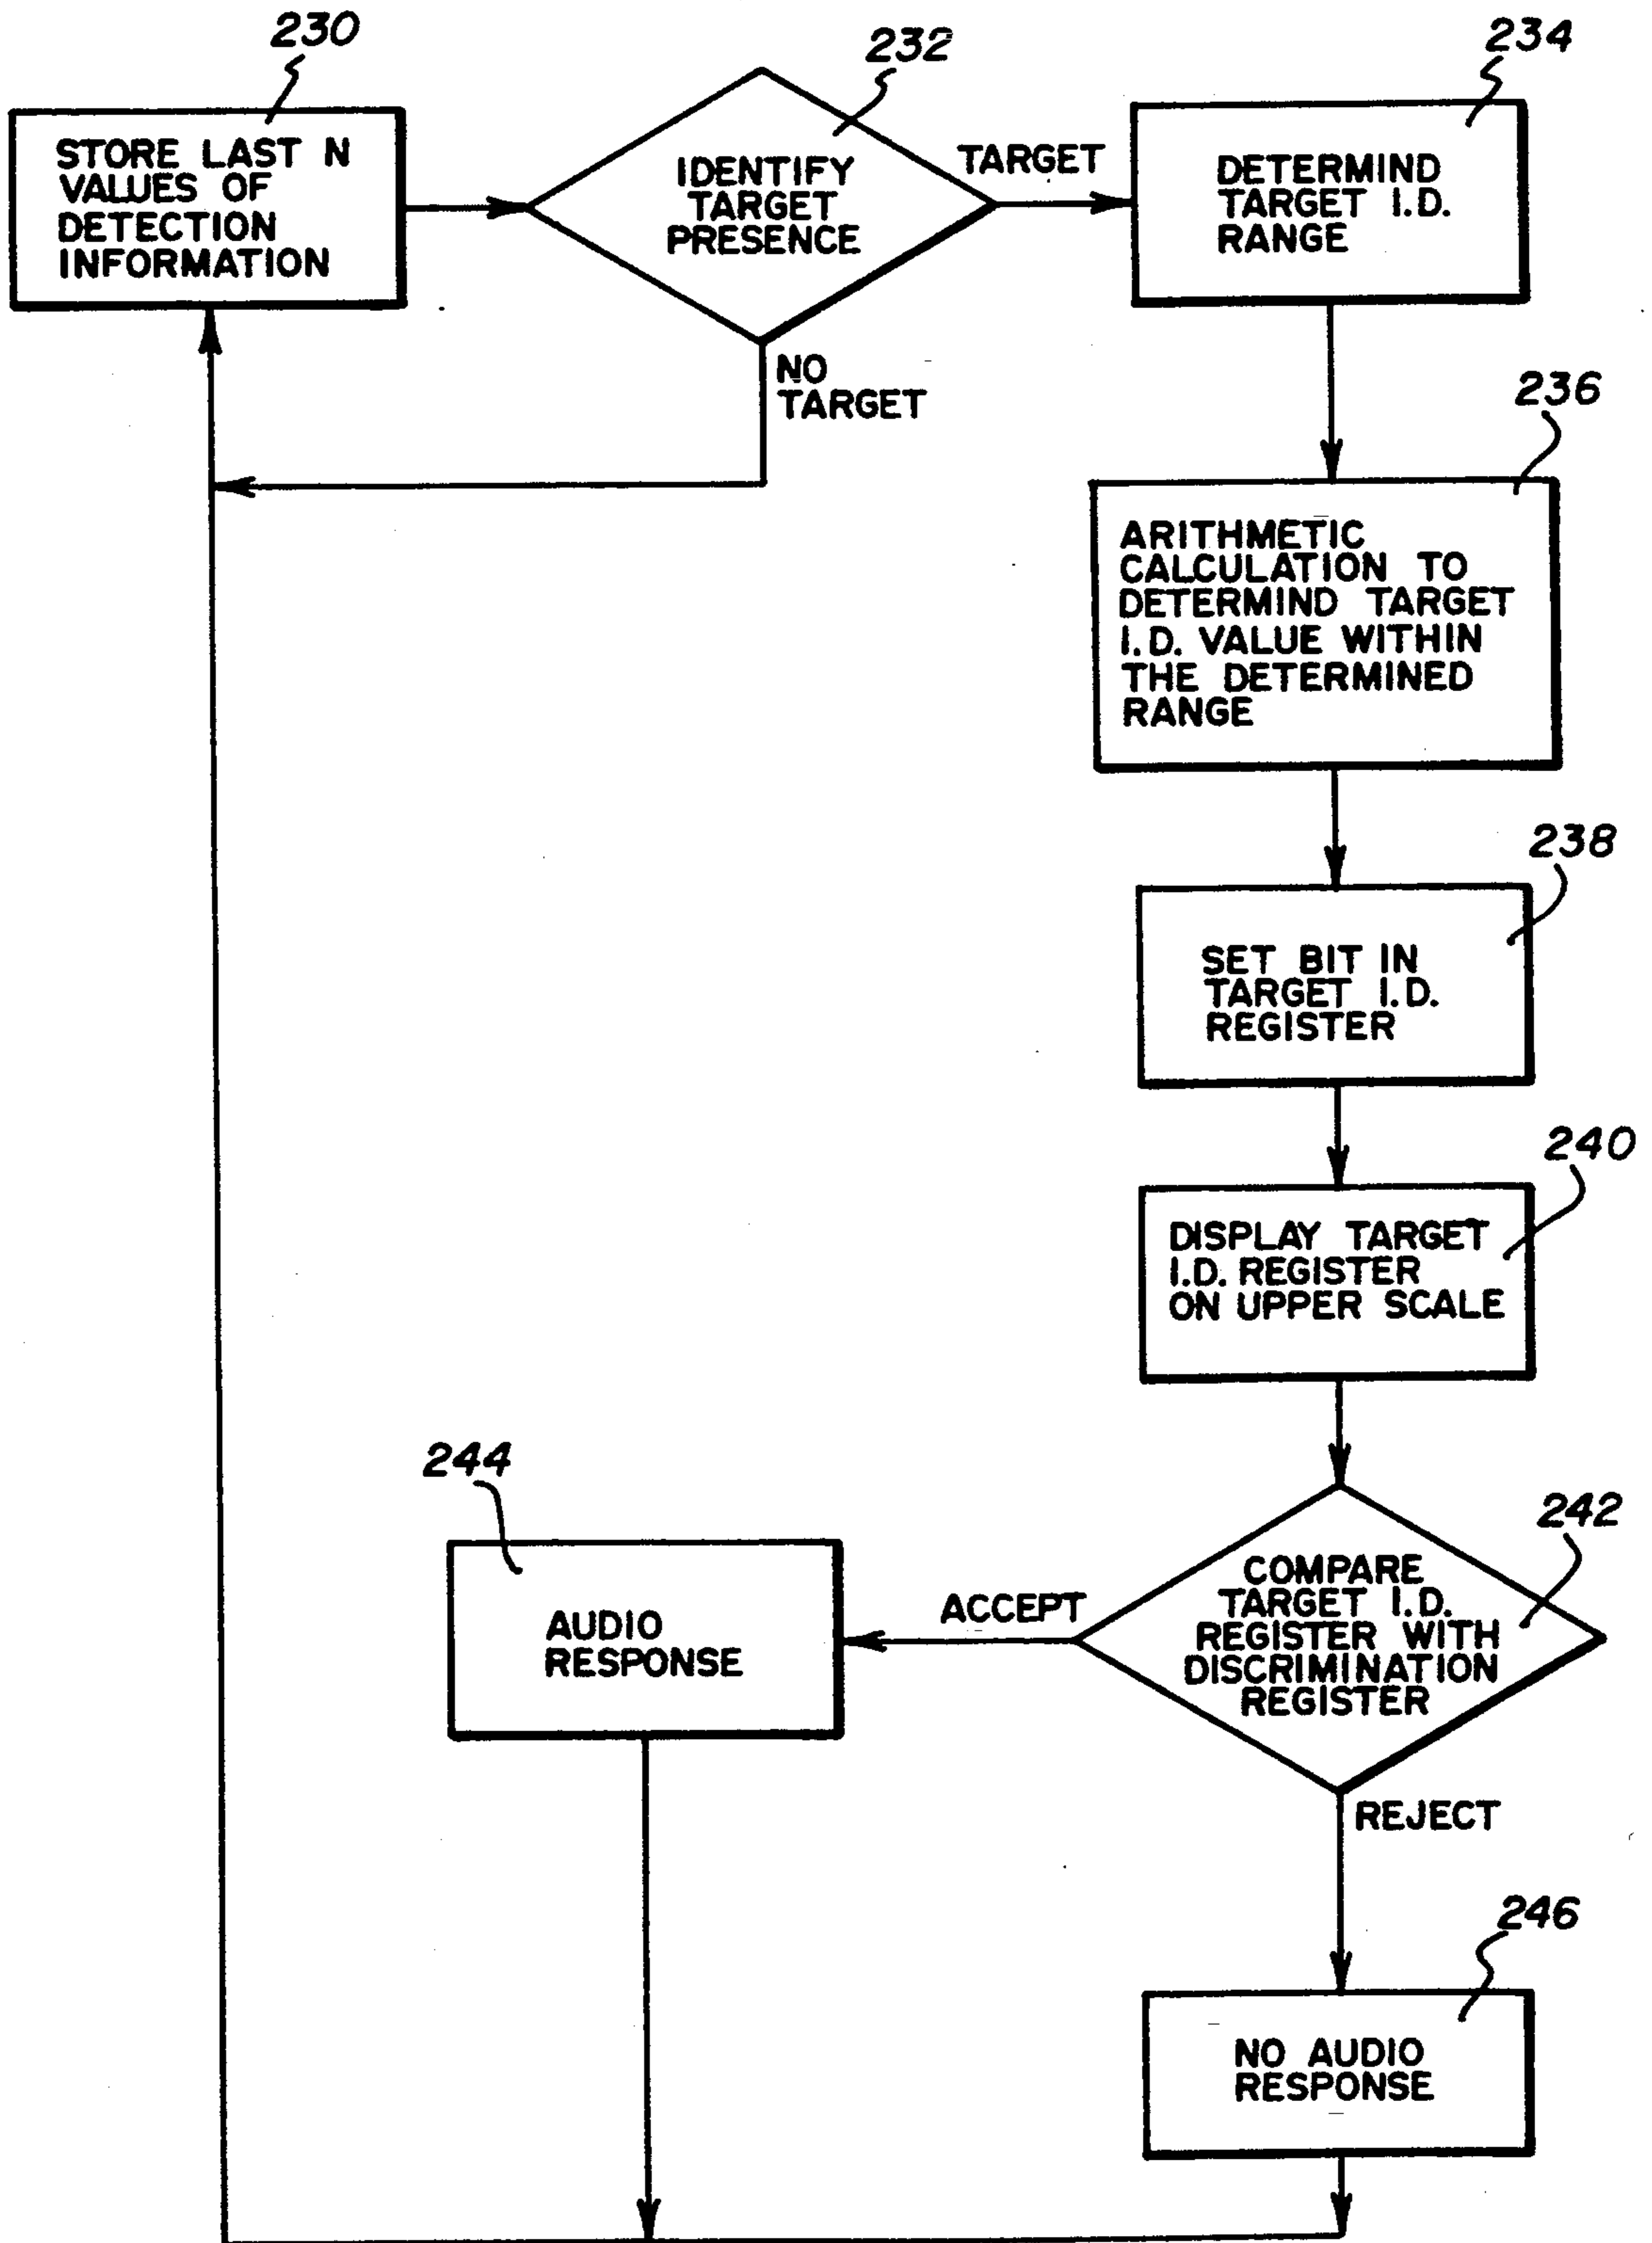 230
STORE LAST N
VALUES OF
DETECTION
INFORMATION
232
IDENTIFY
TARGET
PRESENCE
TARGET
NO
TARGET
234
DETERMIND
TARGET I.D.
RANGE
236
ARITHMETIC
CALCULATION TO
DETERMIND TARGET
I.D. VALUE WITHIN
THE DETERMINED
RANGE
238
SET BIT IN
TARGET I.D.
REGISTER
240
DISPLAY TARGET
I.D. REGISTER
ON UPPER SCALE
242
COMPARE
TARGET I.D.
REGISTER WITH
DISCRIMINATION
REGISTER
ACCEPT
244
AUDIO
RESPONSE
REJECT
246
NO AUDIO
RESPONSE